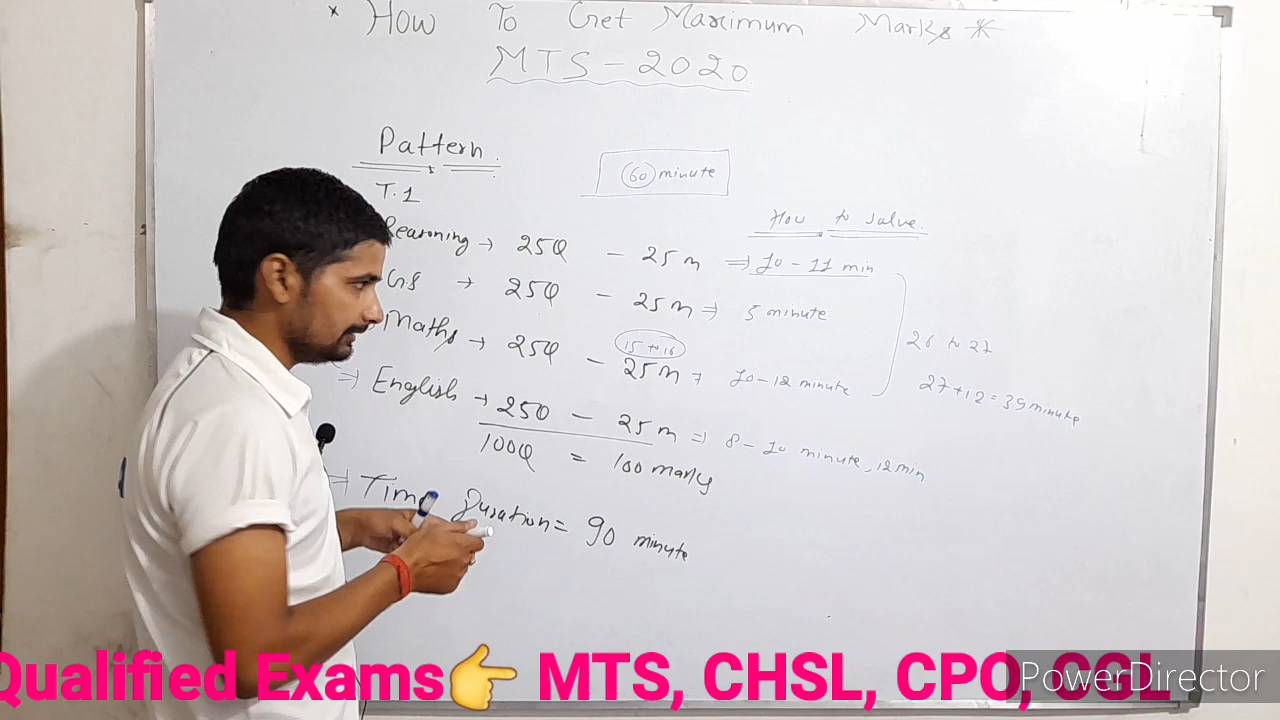 * How To Get Maximum Marks *
MTS - 2020
Pattern
60 minute
T.1
How to solve.
Reasoning → 25Q - 25 m ⇒ 10 - 11 min
GS → 25Q - 25 m ⇒ 5 minute
15 to 16
Maths → 25Q - 25 m → 10 - 12 minute
26 to 27
27 + 12 = 39 minute
⇒ English → 25Q - 25 m ⇒ 8 - 10 minute, 12 min
100Q = 100 marks
⇒ Time Duration = 90 minute
Qualified Exams👉 MTS, CHSL, CPO, CGL
PowerDirector